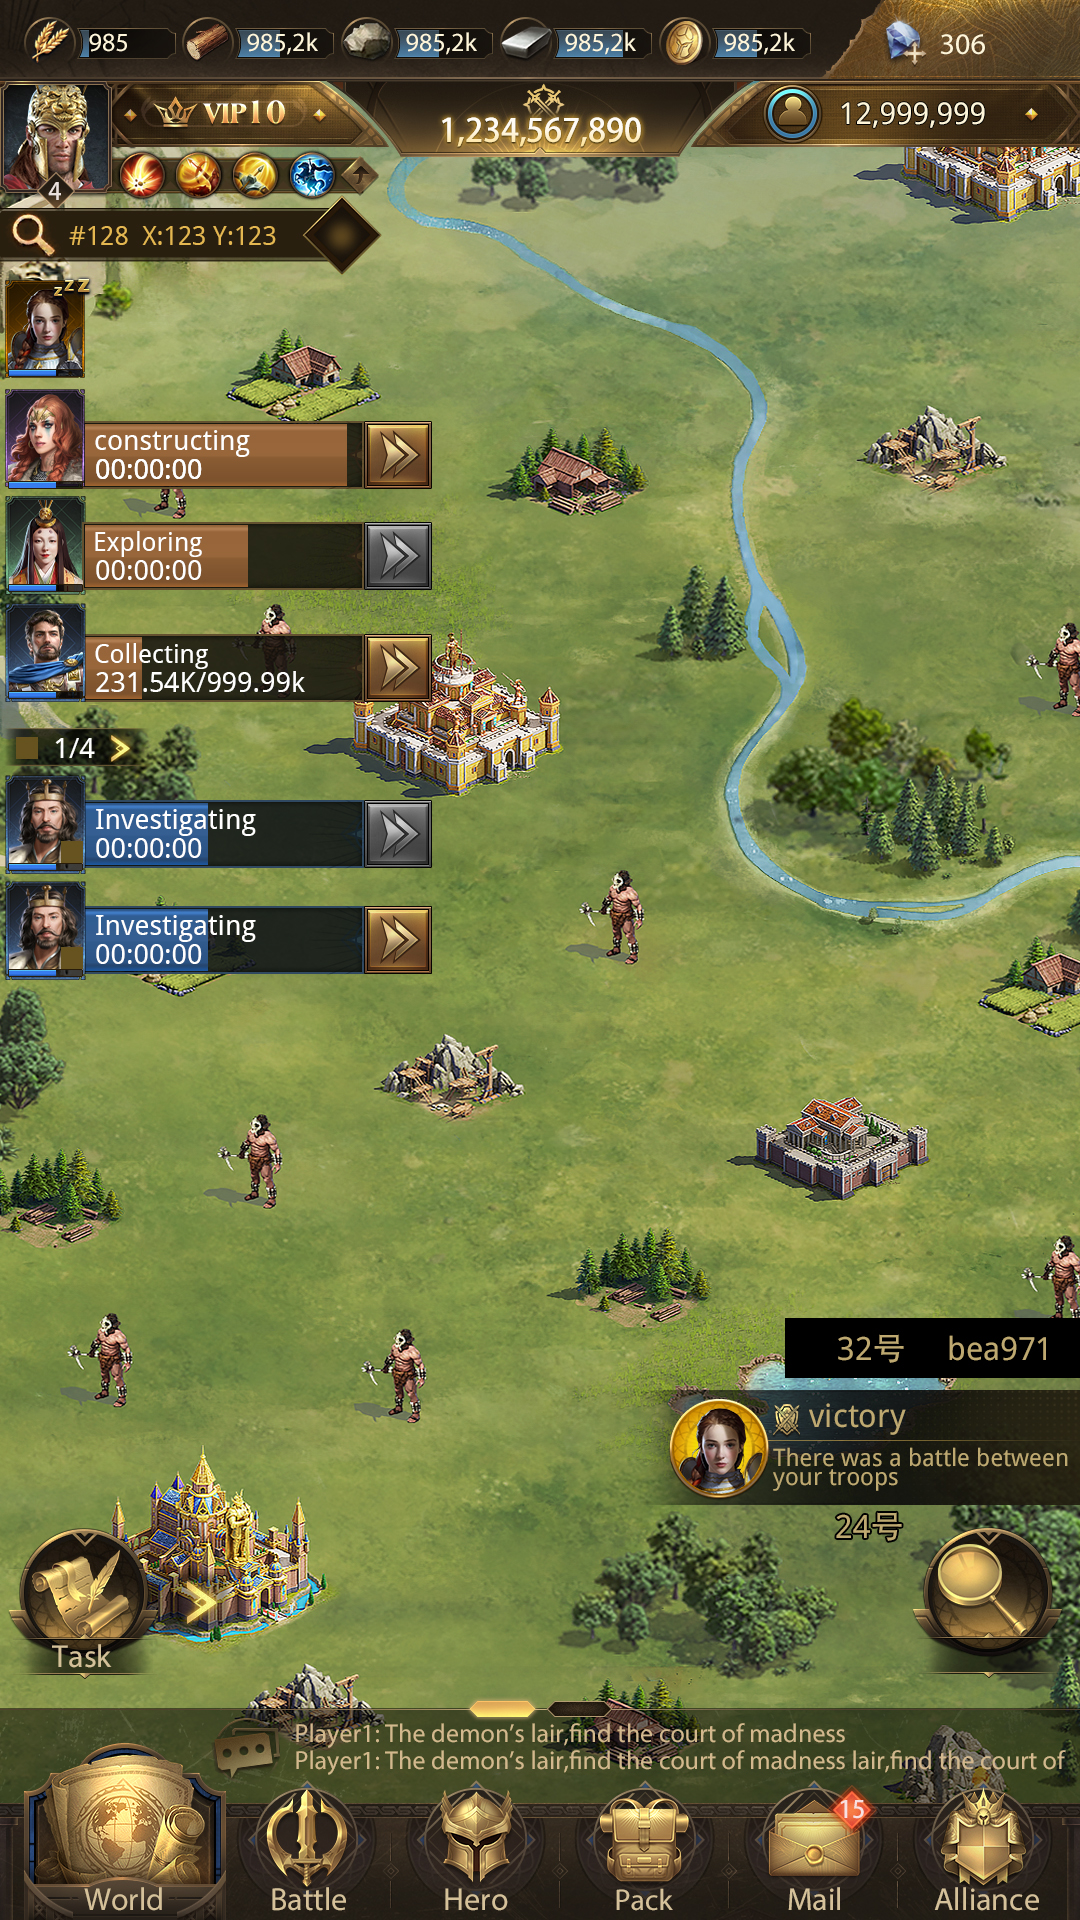 985
985,2k
985,2k
985,2k
985,2k
306
VIP10
1,234,567,890
12,999,999
4
#128 X:123 Y:123
zZZ
constructing
00:00:00
Exploring
00:00:00
Collecting
231.54K/999.99k
1/4
Investigating
00:00:00
Investigating
00:00:00
32号 bea971
victory
There was a battle between
your troops
24号
Task
Player1: The demon's lair,find the court of madness
Player1: The demon's lair,find the court of madness lair,find the court of
15
World
Battle
Hero
Pack
Mail
Alliance